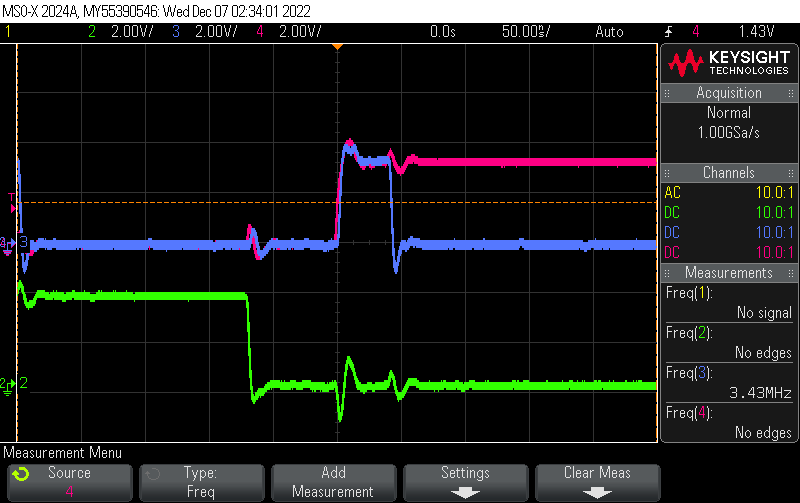 MSO-X 2024A, MY55390546: Wed Dec 07 02:34:01 2022
1 2 2.00V/ 3 2.00V/ 4 2.00V/ 0.0s 50.00ns/ Auto 4 1.43V
KEYSIGHT
TECHNOLOGIES
Acquisition
Normal
1.00GSa/s
Channels
AC 10.0:1
DC 10.0:1
DC 10.0:1
DC 10.0:1
Measurements
Freq(1):
No signal
Freq(2):
No edges
Freq(3):
3.43MHz
Freq(4):
No edges
T
3
2 2
Measurement Menu
Source
4
Type:
Freq
Add
Measurement
Settings
Clear Meas